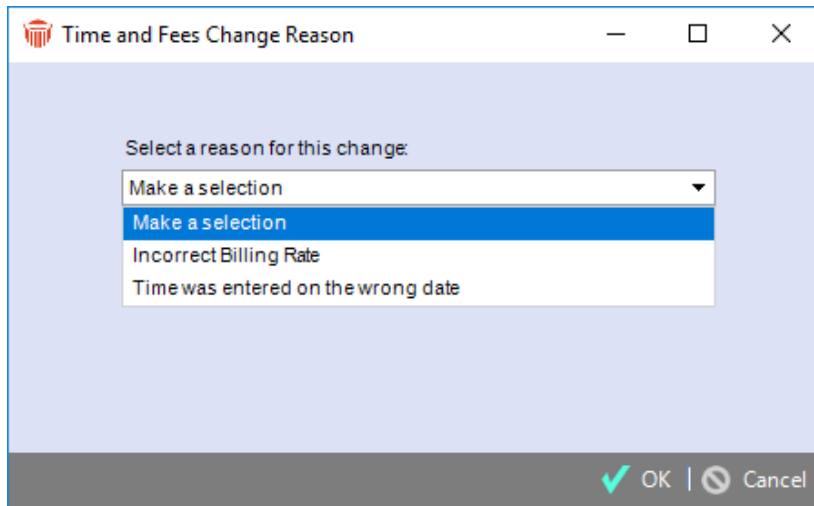 Time and Fees Change Reason
Select a reason for this change:
Make a selection
Make a selection
Incorrect Billing Rate
Time was entered on the wrong date
OK | Cancel